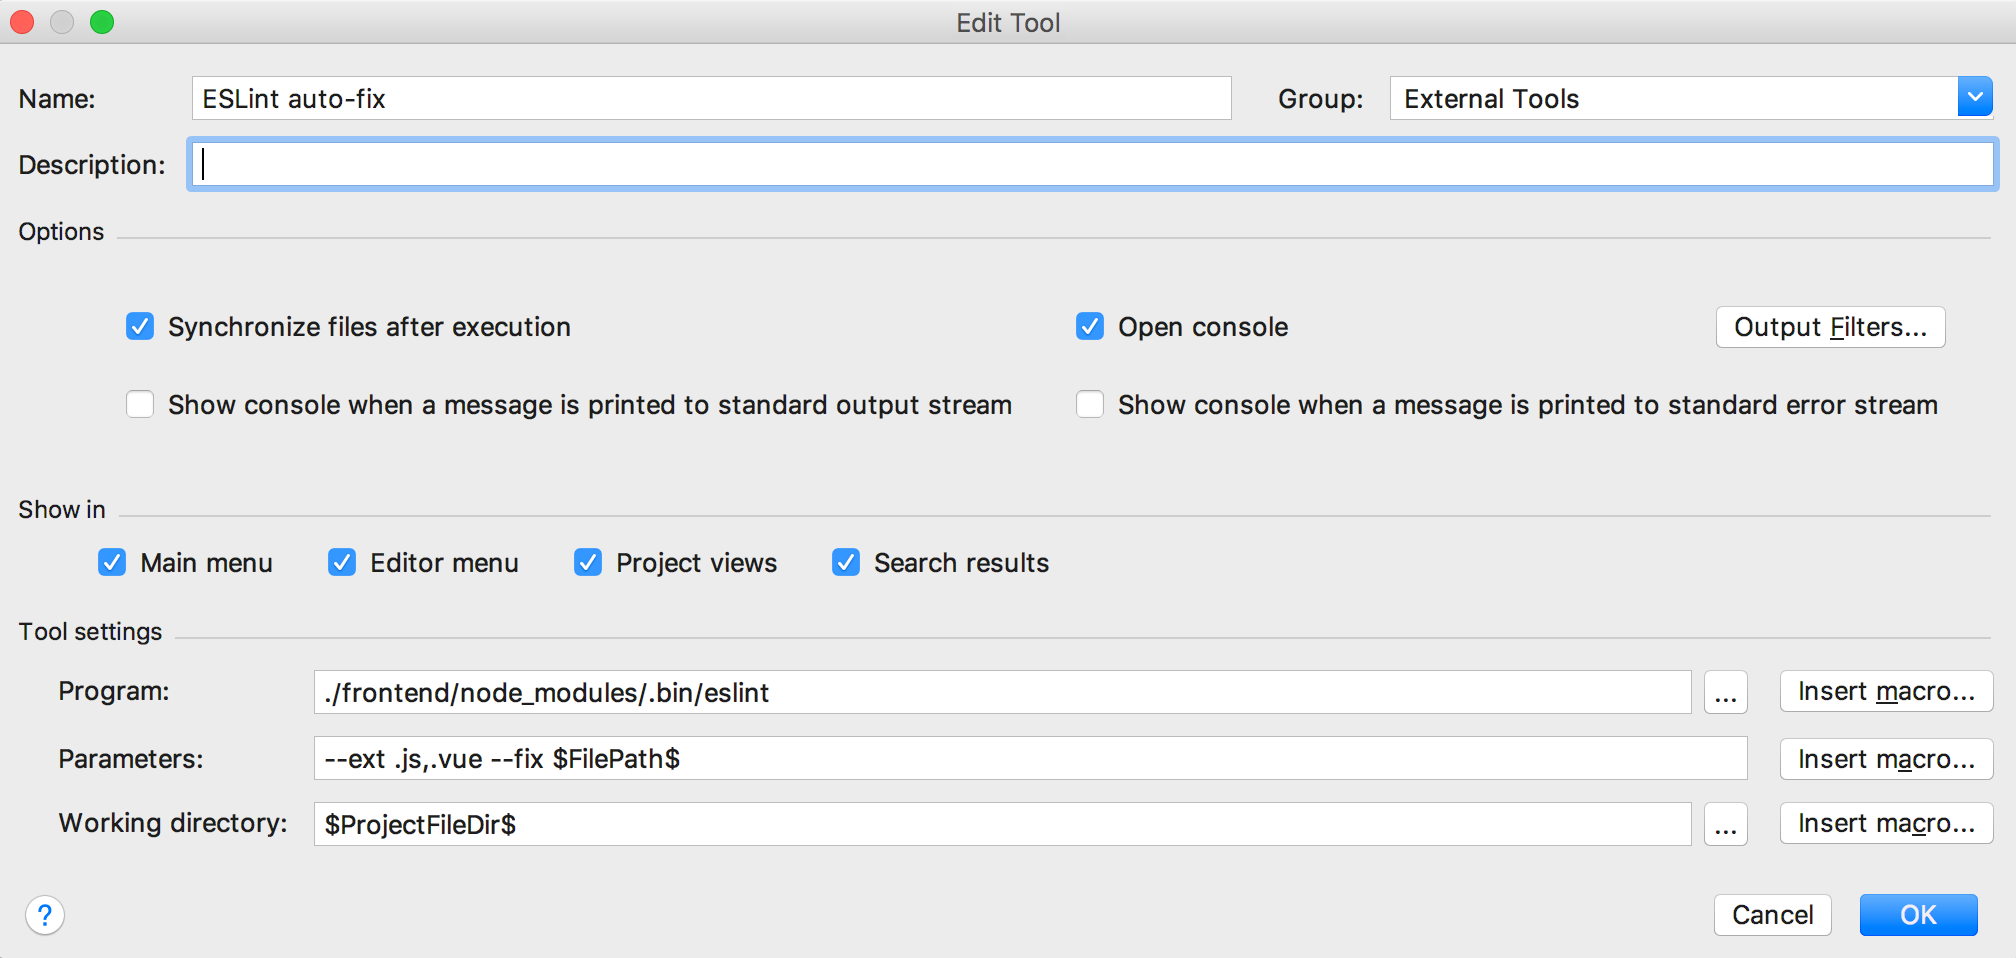 Edit Tool
Name: ESLint auto-fix Group: External Tools
Description:
Options
Synchronize files after execution Open console Output Filters...
Show console when a message is printed to standard output stream Show console when a message is printed to standard error stream
Show in
Main menu Editor menu Project views Search results
Tool settings
Program: ./frontend/node_modules/.bin/eslint ... Insert macro...
Parameters: --ext .js,.vue --fix $FilePath$ Insert macro...
Working directory: $ProjectFileDir$ ... Insert macro...
? Cancel OK